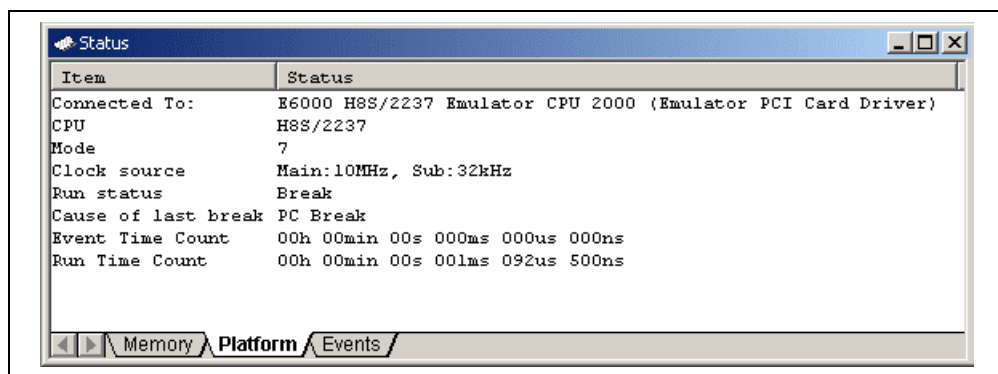 Status
Item Status
Connected To: E6000 H8S/2237 Emulator CPU 2000 (Emulator PCI Card Driver)
CPU H8S/2237
Mode 7
Clock source Main:10MHz, Sub:32kHz
Run status Break
Cause of last break PC Break
Event Time Count 00h 00min 00s 000ms 000us 000ns
Run Time Count 00h 00min 00s 001ms 092us 500ns
Memory Platform Events